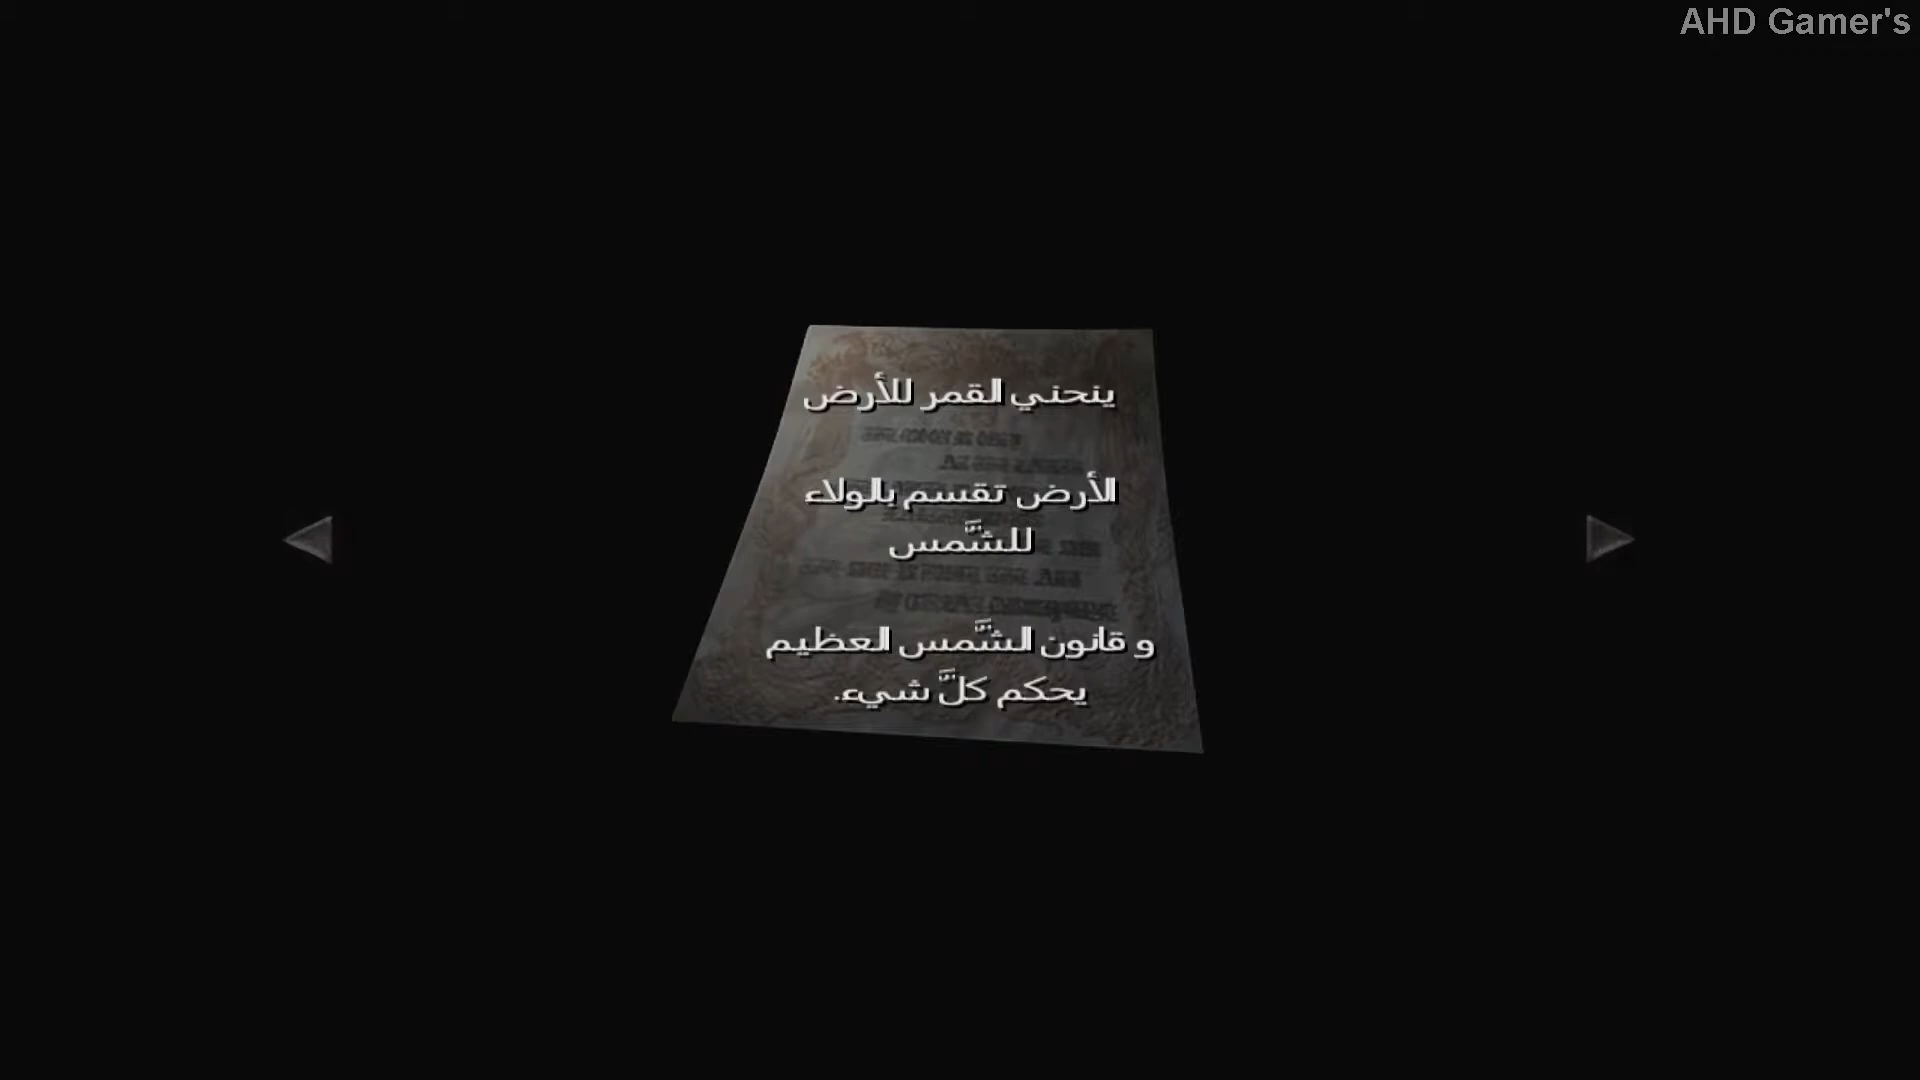 AHD Gamer's
ينحني القمر للأرض
الأرض تقسم بالولاء
للشَّمس
و قانون الشَّمس العظيم
يحكم كلَّ شيء.